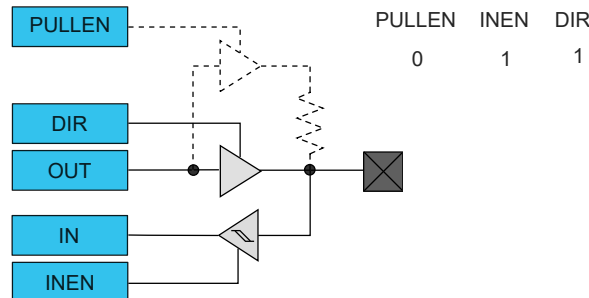 PULLEN
PULLEN INEN DIR
0 1 1
DIR
OUT
IN
INEN